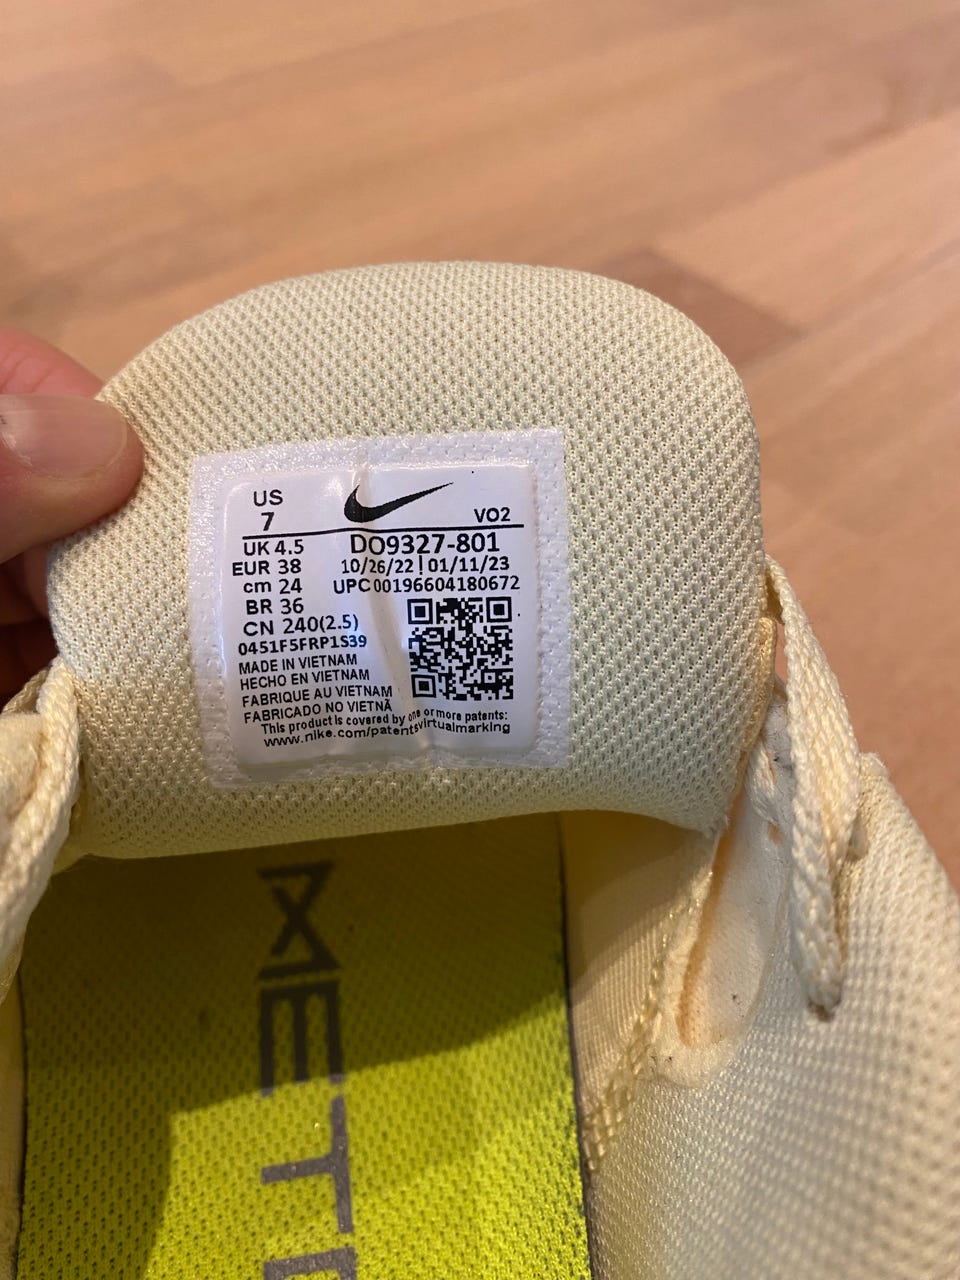 US
7
VO2
UK 4.5
DO9327-801
EUR 38
10/26/22 | 01/11/23
cm 24
UPC 00196604180672
BR 36
CN 240(2.5)
0451F5FRP1S39
MADE IN VIETNAM
HECHO EN VIETNAM
FABRIQUE AU VIETNAM
FABRICADO NO VIETNÃ
This product is covered by one or more patents:
www.nike.com/patentsvirtualmarking